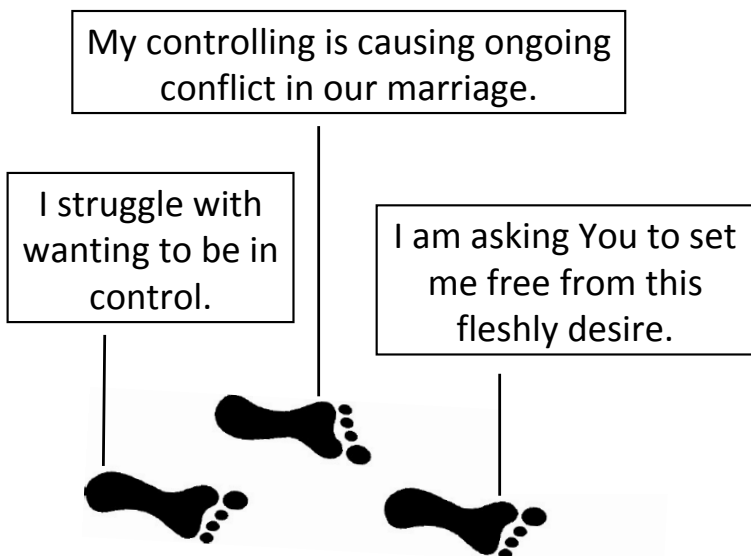 My controlling is causing ongoing
conflict in our marriage.
I struggle with
wanting to be in
control.
I am asking You to set
me free from this
fleshly desire.